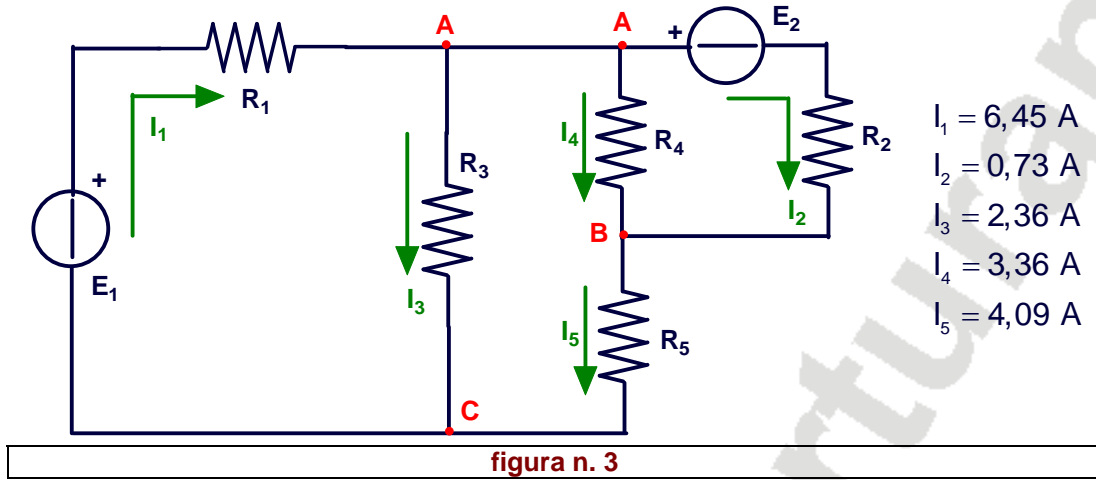 A
A
+
E₂
R₁
I₁
I₄
R₄
R₂
I₁ = 6,45 A
I₂ = 0,73 A
I₃ = 2,36 A
I₄ = 3,36 A
I₅ = 4,09 A
R₃
+
I₂
B
E₁
I₃
I₅
R₅
C
figura n. 3